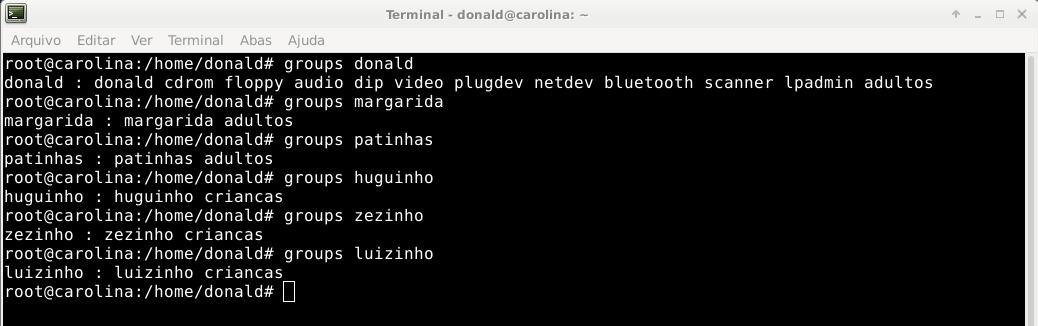 Terminal - donald@carolina: ~
Arquivo Editar Ver Terminal Abas Ajuda
root@carolina:/home/donald# groups donald
donald : donald cdrom floppy audio dip video plugdev netdev bluetooth scanner lpadmin adultos
root@carolina:/home/donald# groups margarida
margarida : margarida adultos
root@carolina:/home/donald# groups patinhas
patinhas : patinhas adultos
root@carolina:/home/donald# groups huguinho
huguinho : huguinho criancas
root@carolina:/home/donald# groups zezinho
zezinho : zezinho criancas
root@carolina:/home/donald# groups luizinho
luizinho : luizinho criancas
root@carolina:/home/donald#